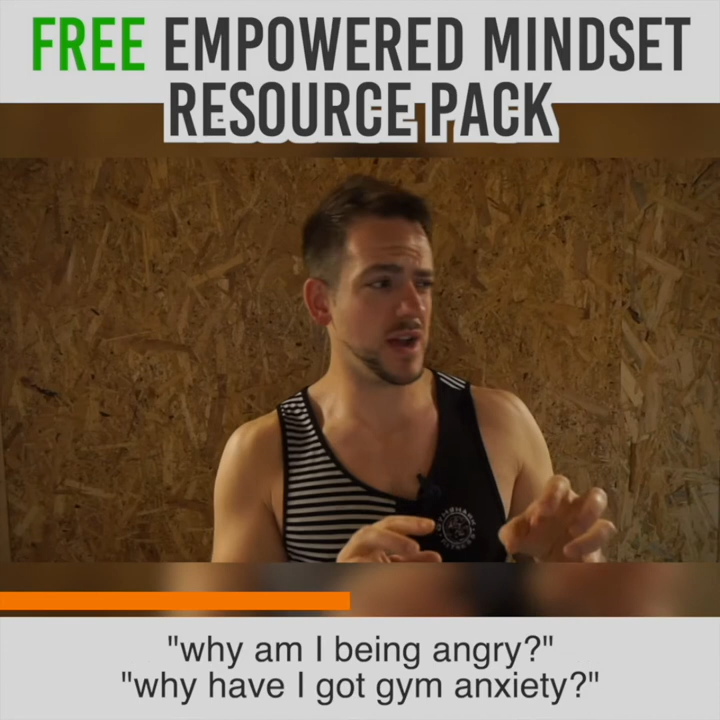 FREE EMPOWERED MINDSET
RESOURCE PACK
"why am I being angry?"
"why have I got gym anxiety?"